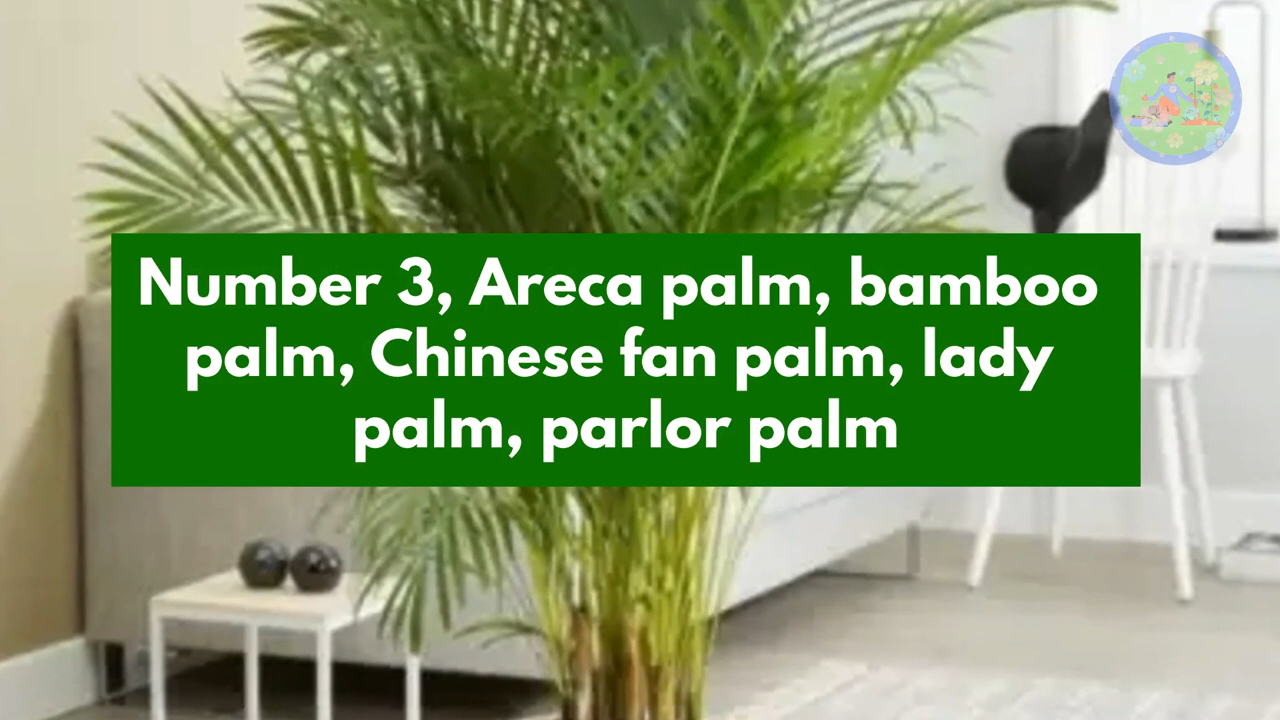 Number 3, Areca palm, bamboo
palm, Chinese fan palm, lady
palm, parlor palm